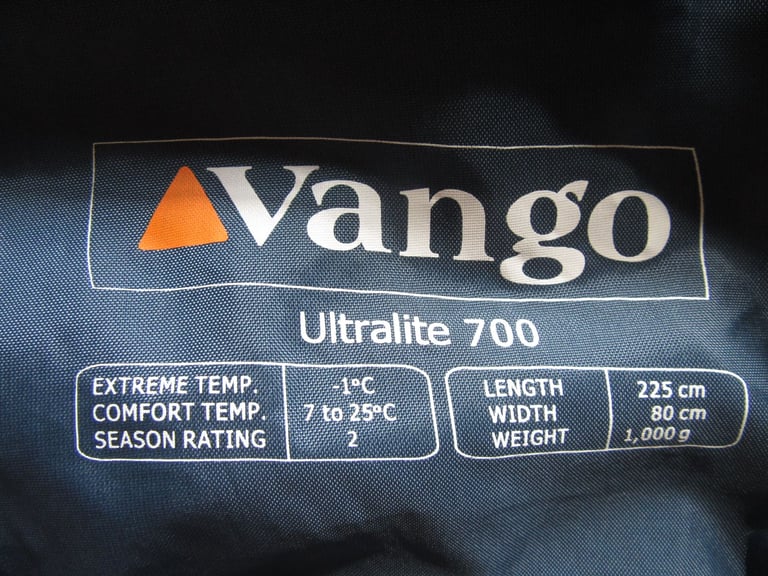 Vango
Ultralite 700
EXTREME TEMP. -1°C
COMFORT TEMP. 7 to 25°C
SEASON RATING 2
LENGTH 225 cm
WIDTH 80 cm
WEIGHT 1,000 g